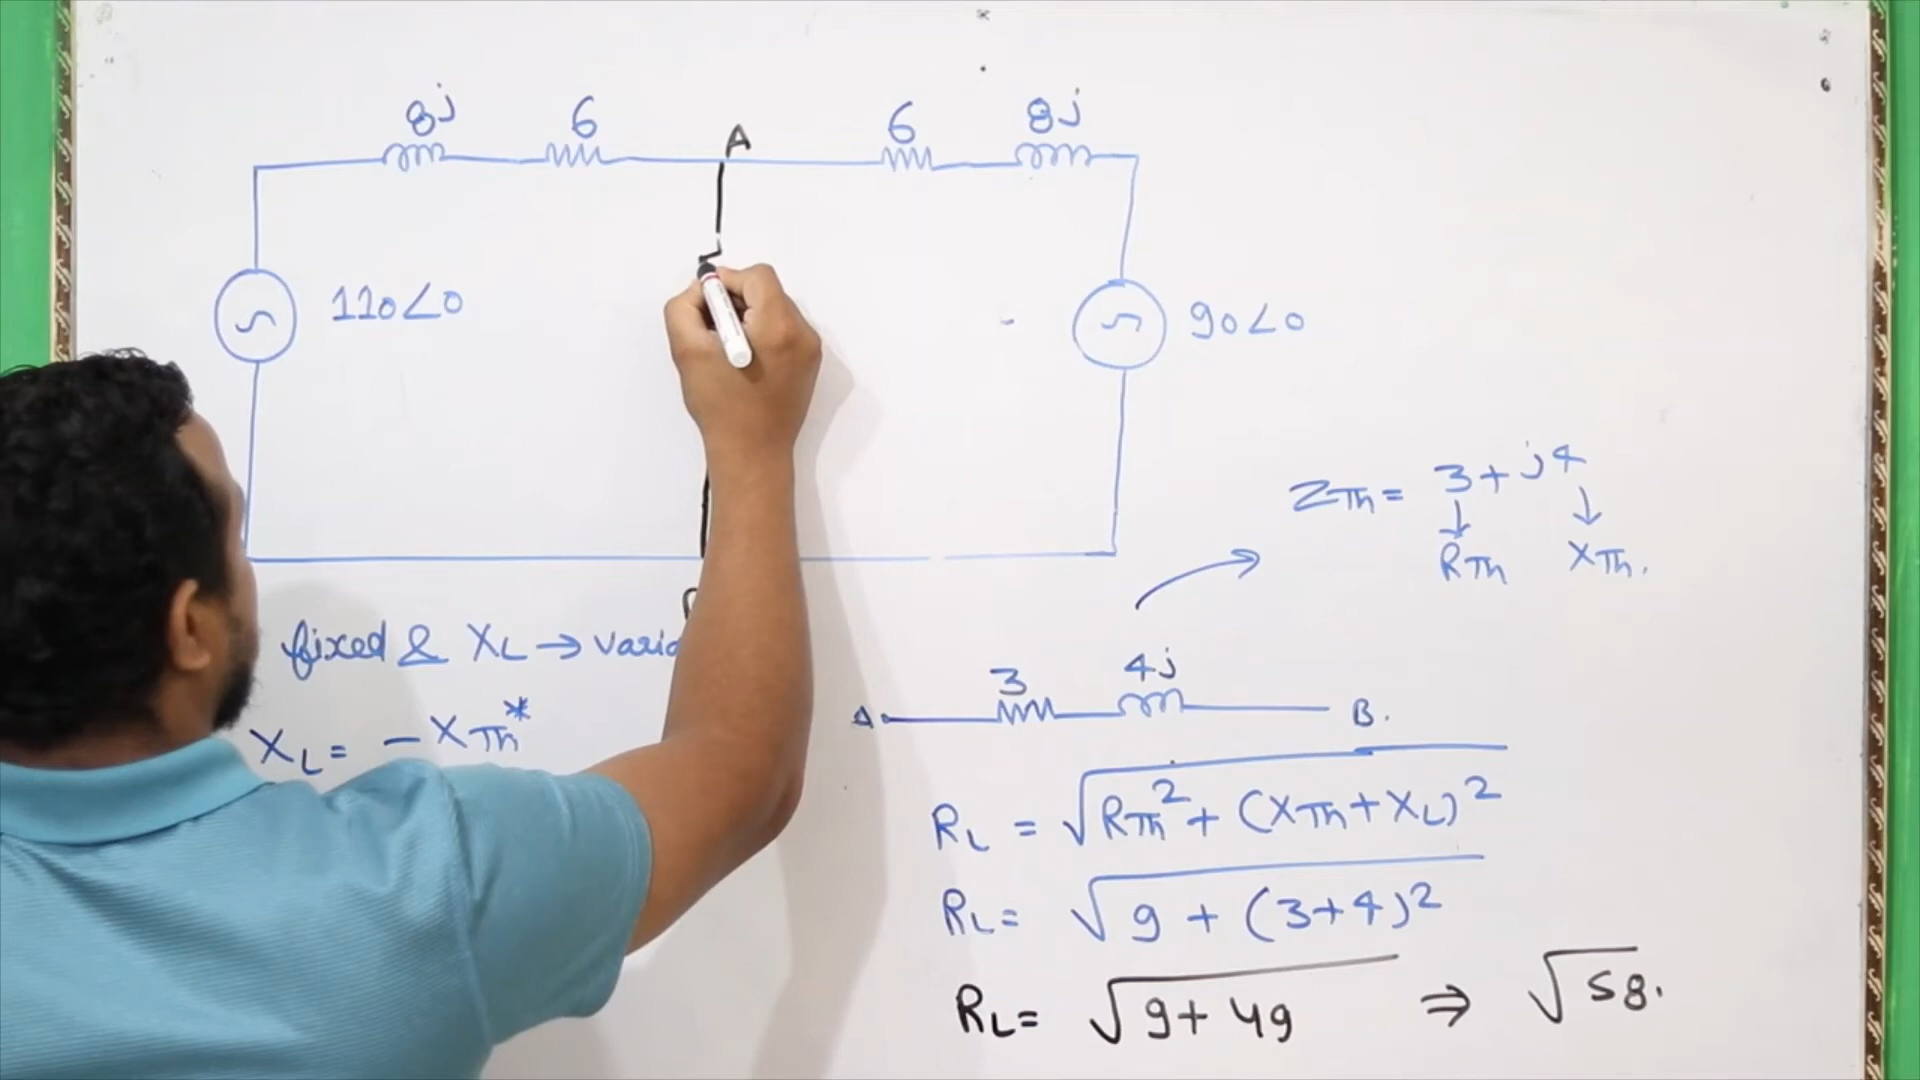 8j 6 A 6 8j
110∠0 90∠0
ZTh = 3 + j4
RTh XTh.
fixed & XL →
3 4j
A B.
XL = - XTh*
RL = √RTh² + (XTh + XL)²
RL = √9 + (3+4)²
RL = √9 + 49 ⇒ √58.